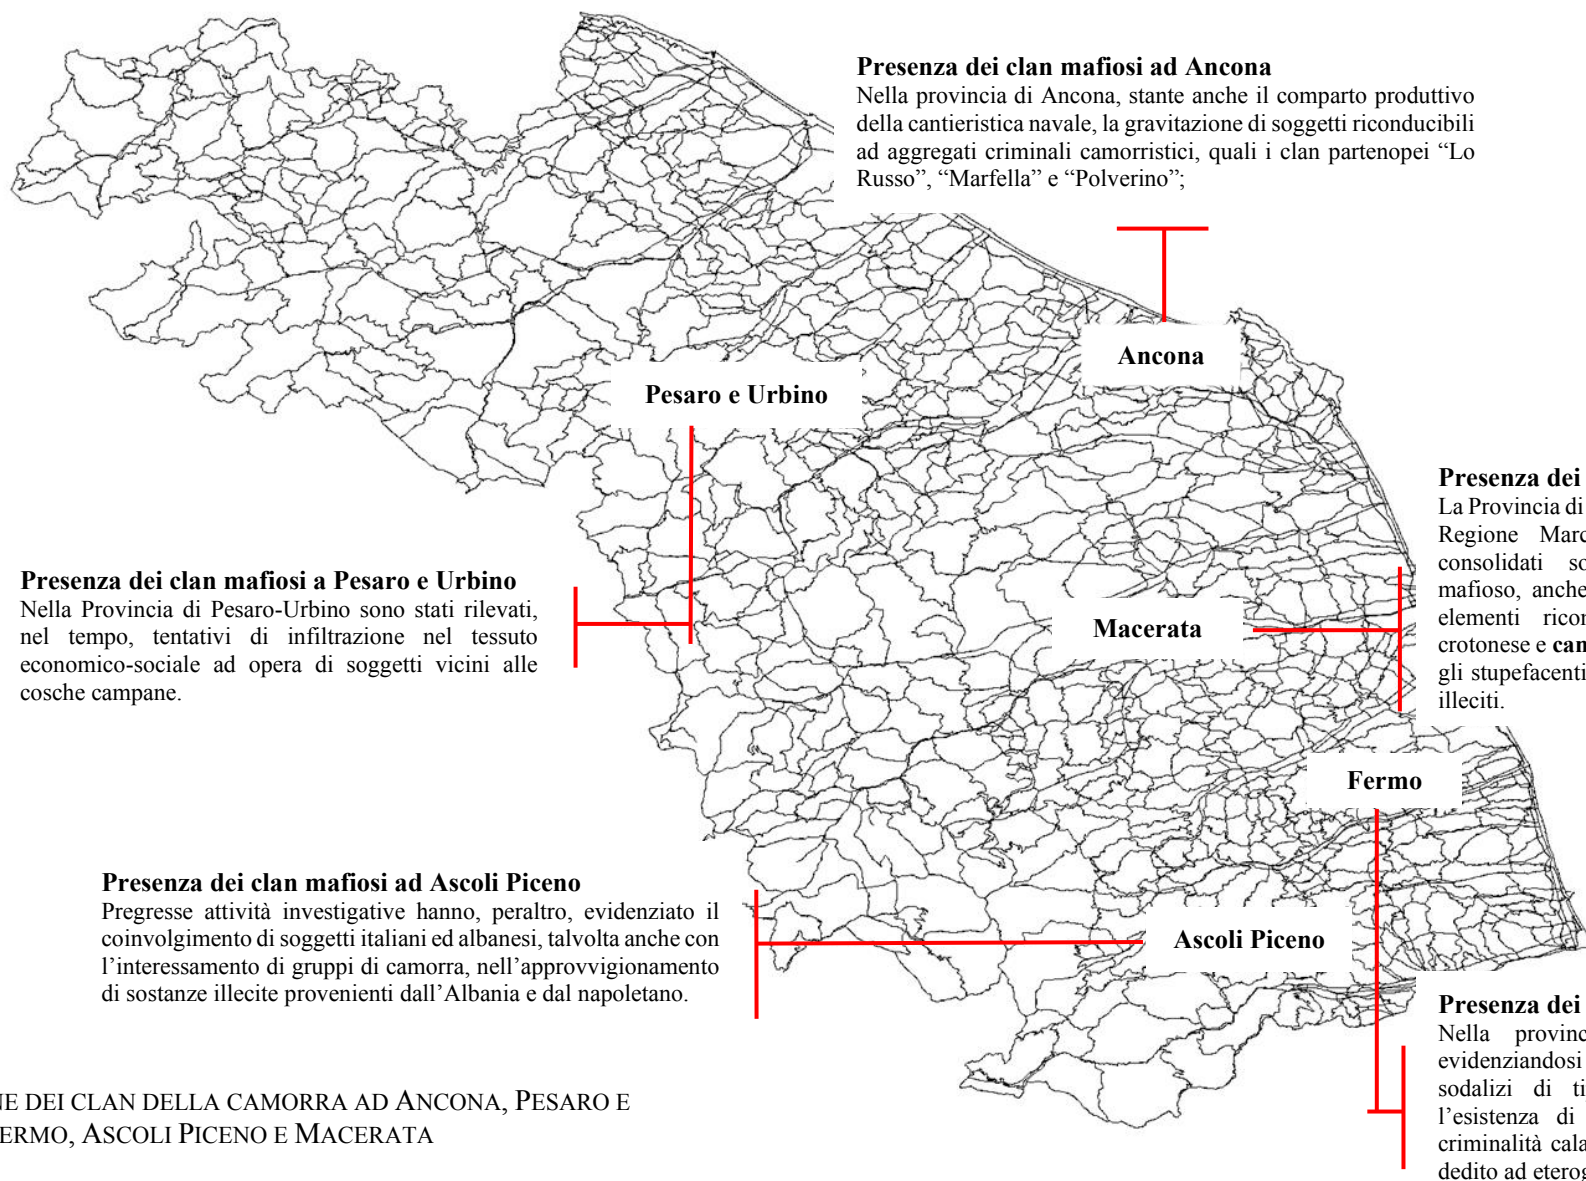 Presenza dei clan mafiosi ad Ancona
Nella provincia di Ancona, stante anche il comparto produttivo
della cantieristica navale, la gravitazione di soggetti riconducibili
ad aggregati criminali camorristici, quali i clan partenopei “Lo
Russo”, “Marfella” e “Polverino”;
Ancona
Pesaro e Urbino
Presenza dei
La Provincia di
Regione Marc
consolidati so
mafioso, anche
elementi ricon
crotonese e can
gli stupefacenti
illeciti.
Presenza dei clan mafiosi a Pesaro e Urbino
Nella Provincia di Pesaro-Urbino sono stati rilevati,
nel tempo, tentativi di infiltrazione nel tessuto
economico-sociale ad opera di soggetti vicini alle
cosche campane.
Macerata
Fermo
Presenza dei clan mafiosi ad Ascoli Piceno
Pregresse attività investigative hanno, peraltro, evidenziato il
coinvolgimento di soggetti italiani ed albanesi, talvolta anche con
l’interessamento di gruppi di camorra, nell’approvvigionamento
di sostanze illecite provenienti dall’Albania e dal napoletano.
Ascoli Piceno
Presenza dei
Nella provinc
evidenziandosi
sodalizi di ti
l’esistenza di
criminalità cala
dedito ad eterog
NE DEI CLAN DELLA CAMORRA AD ANCONA, PESARO E
FERMO, ASCOLI PICENO E MACERATA